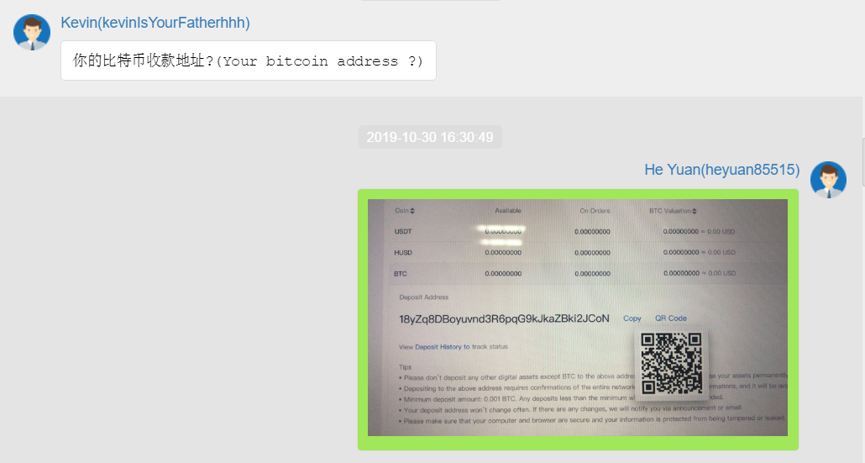 Kevin(kevinIsYourFatherhhh)
你的比特币收款地址?(Your bitcoin address ?)
2019-10-30 16:30:49
He Yuan(heyuan85515)
Coin Available On Orders BTC Valuation
USDT 0.00000000 0.00000000 0.00000000 ≈ 0.00 USD
HUSD 0.00000000 0.00000000 0.00000000 ≈ 0.00 USD
BTC 0.00000000 0.00000000 0.00000000 ≈ 0.00 USD
Deposit Address
18yZq8DBoyuvnd3R6pqG9kJkaZBki2JCoN Copy QR Code
View Deposit History to track status
Tips
• Please don't deposit any other digital assets except BTC to the above addre your assets permanently
• Depositing to the above address requires confirmations of the entire network rmations, and it will be
• Minimum deposit amount: 0.001 BTC. Any deposits less than the minimum
• Your deposit address won't change often. If there are any changes, we will notify you via announcement or email.
• Please make sure that your computer and browser are secure and your information is protected from being tampered or leaked.